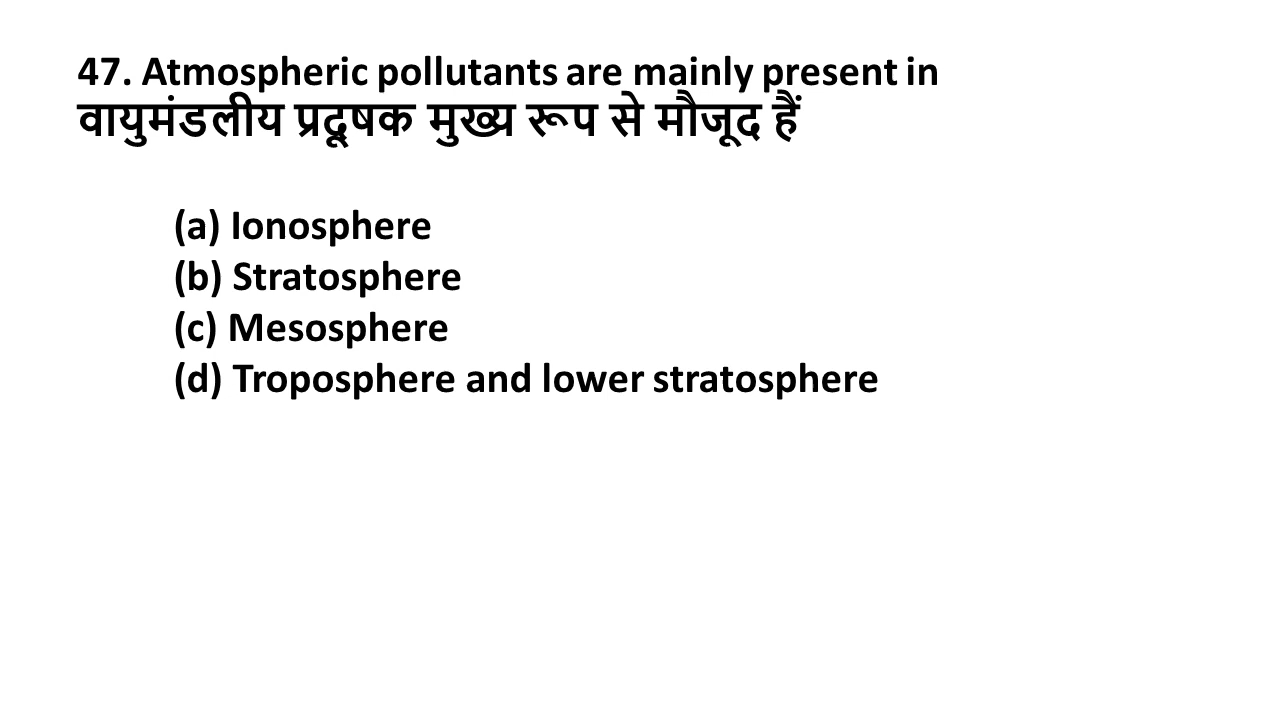 47. Atmospheric pollutants are mainly present in
वायुमंडलीय प्रदूषक मुख्य रूप से मौजूद हैं
(a) Ionosphere
(b) Stratosphere
(c) Mesosphere
(d) Troposphere and lower stratosphere